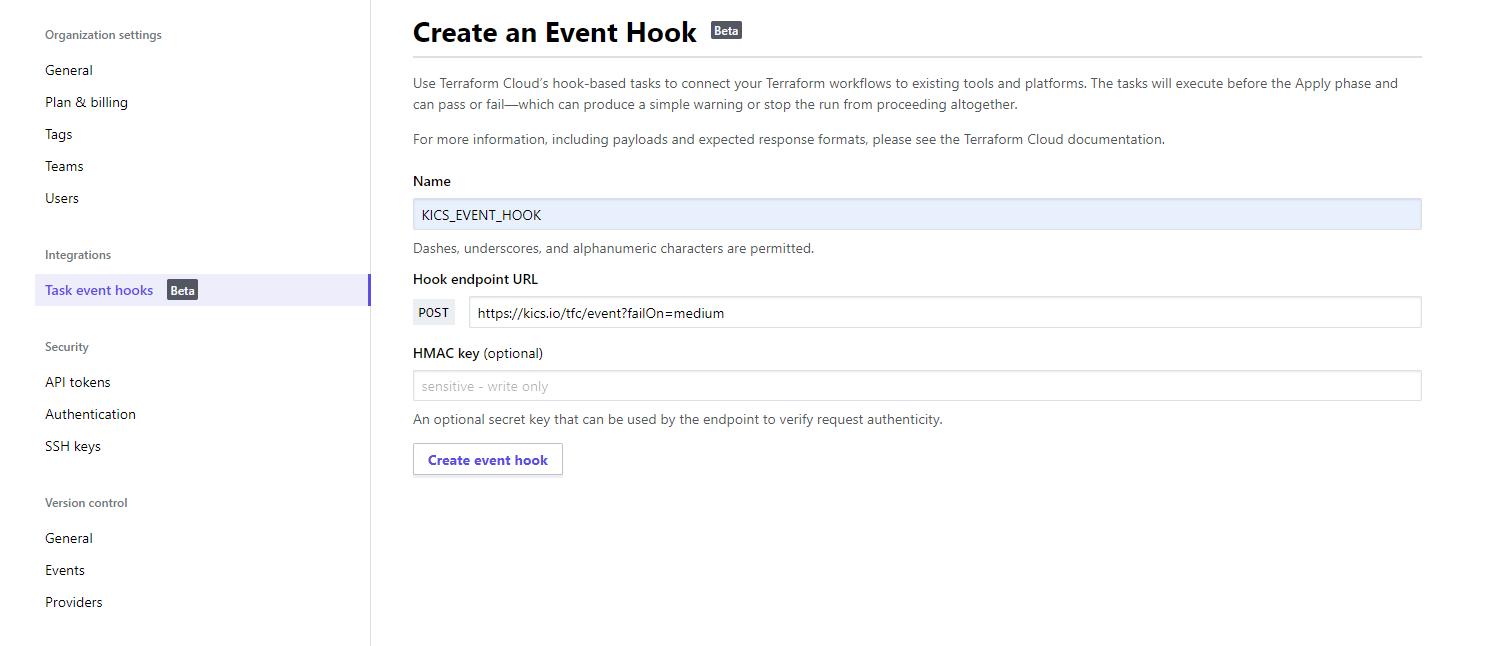 Organization settings
General
Plan & billing
Tags
Teams
Users
Integrations
Task event hooks Beta
Security
API tokens
Authentication
SSH keys
Version control
General
Events
Providers
Create an Event Hook Beta
Use Terraform Cloud’s hook-based tasks to connect your Terraform workflows to existing tools and platforms. The tasks will execute before the Apply phase and
can pass or fail—which can produce a simple warning or stop the run from proceeding altogether.
For more information, including payloads and expected response formats, please see the Terraform Cloud documentation.
Name
KICS_EVENT_HOOK
Dashes, underscores, and alphanumeric characters are permitted.
Hook endpoint URL
POST https://kics.io/tfc/event?failOn=medium
HMAC key (optional)
sensitive - write only
An optional secret key that can be used by the endpoint to verify request authenticity.
Create event hook